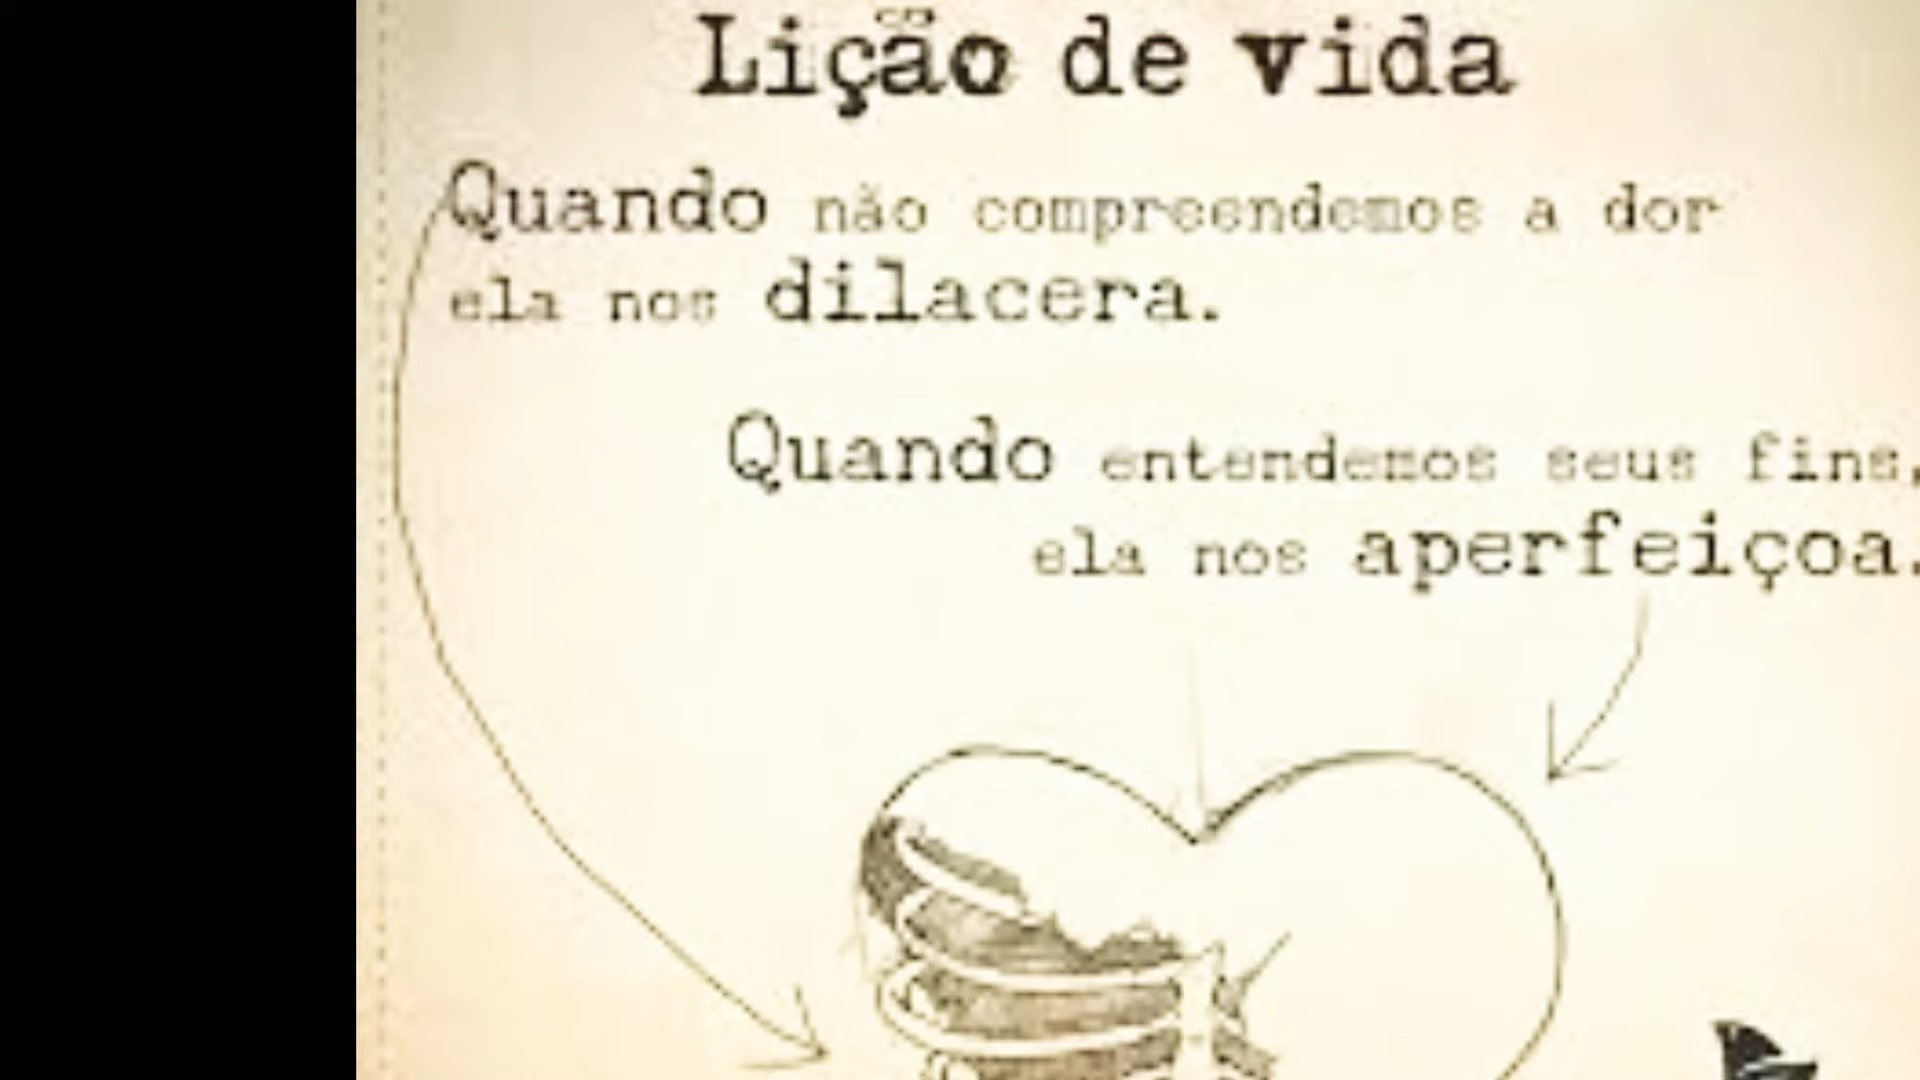 Lição de vida
Quando não compreendemos a dor
ela nos dilacera.
Quando entendemos seus fins,
ela nos aperfeiçoa.